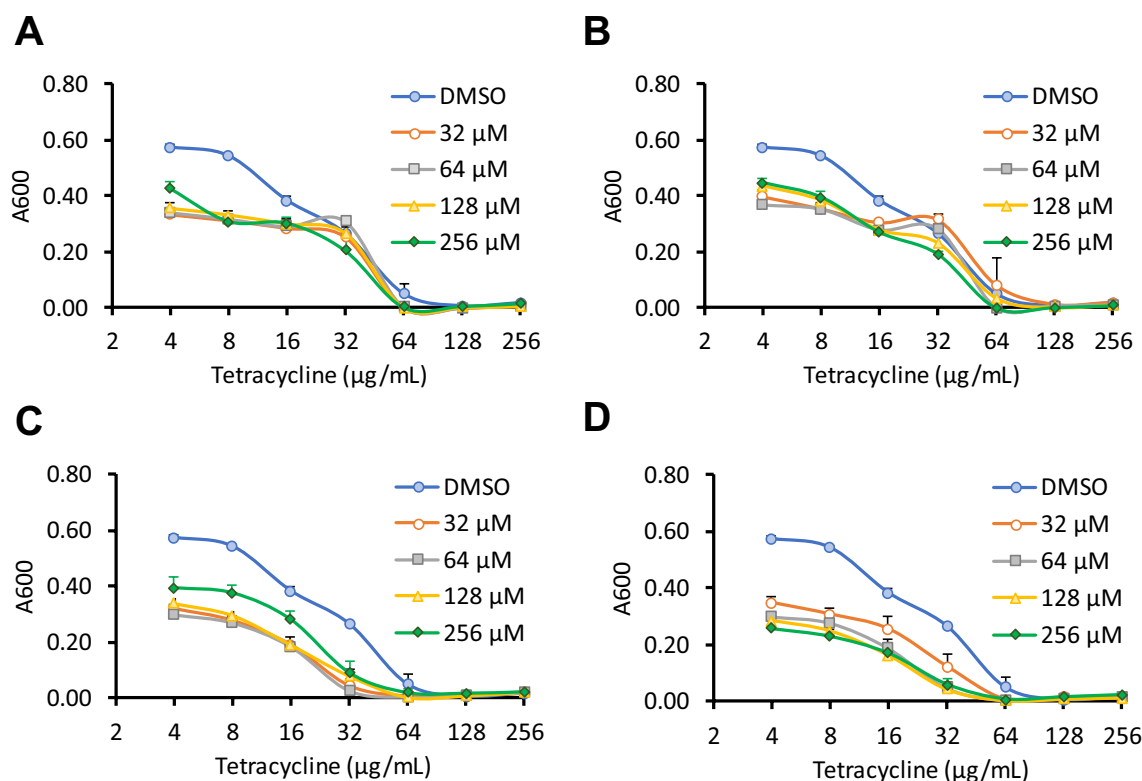 A
A600
0.80
0.60
0.40
0.20
0.00
2 4 8 16 32 64 128 256
Tetracycline (µg/mL)
DMSO
32 µM
64 µM
128 µM
256 µM
B
A600
0.80
0.60
0.40
0.20
0.00
2 4 8 16 32 64 128 256
Tetracycline (µg/mL)
DMSO
32 µM
64 µM
128 µM
256 µM
C
A600
0.80
0.60
0.40
0.20
0.00
2 4 8 16 32 64 128 256
Tetracycline (µg/mL)
DMSO
32 µM
64 µM
128 µM
256 µM
D
A600
0.80
0.60
0.40
0.20
0.00
2 4 8 16 32 64 128 256
Tetracycline (µg/mL)
DMSO
32 µM
64 µM
128 µM
256 µM